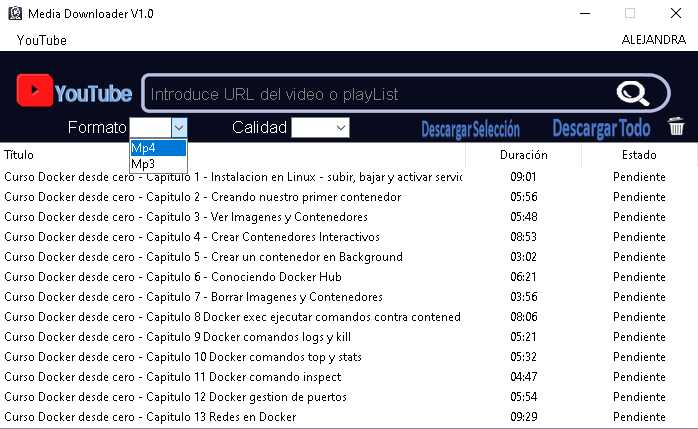 Media Downloader V1.0
YouTube ALEJANDRA
YouTube Introduce URL del video o playList
Formato Calidad DescargarSelección DescargarTodo
Mp4
Mp3
Título Duración Estado
Curso Docker desde cero - Capitulo 1 - Instalacion en Linux - subir, bajar y activar servic 09:01 Pendiente
Curso Docker desde cero - Capitulo 2 - Creando nuestro primer contenedor 05:56 Pendiente
Curso Docker desde cero - Capitulo 3 - Ver Imagenes y Contenedores 05:48 Pendiente
Curso Docker desde cero - Capitulo 4 - Crear Contenedores Interactivos 08:53 Pendiente
Curso Docker desde cero - Capitulo 5 - Crear un contenedor en Background 03:02 Pendiente
Curso Docker desde cero - Capitulo 6 - Conociendo Docker Hub 06:21 Pendiente
Curso Docker desde cero - Capitulo 7 - Borrar Imagenes y Contenedores 03:56 Pendiente
Curso Docker desde cero - Capitulo 8 Docker exec ejecutar comandos contra contened 08:06 Pendiente
Curso Docker desde cero - Capitulo 9 Docker comandos logs y kill 05:21 Pendiente
Curso Docker desde cero - Capitulo 10 Docker comandos top y stats 05:32 Pendiente
Curso Docker desde cero - Capitulo 11 Docker comando inspect 04:47 Pendiente
Curso Docker desde cero - Capitulo 12 Docker gestion de puertos 05:54 Pendiente
Curso Docker desde cero - Capitulo 13 Redes en Docker 09:29 Pendiente